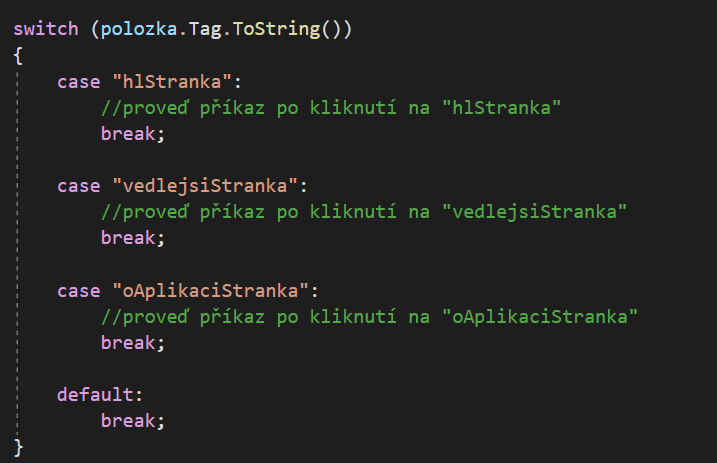 switch (polozka.Tag.ToString())
{
case "hlStranka":
//proveď příkaz po kliknutí na "hlStranka"
break;
case "vedlejsiStranka":
//proveď příkaz po kliknutí na "vedlejsiStranka"
break;
case "oAplikaciStranka":
//proveď příkaz po kliknutí na "oAplikaciStranka"
break;
default:
break;
}